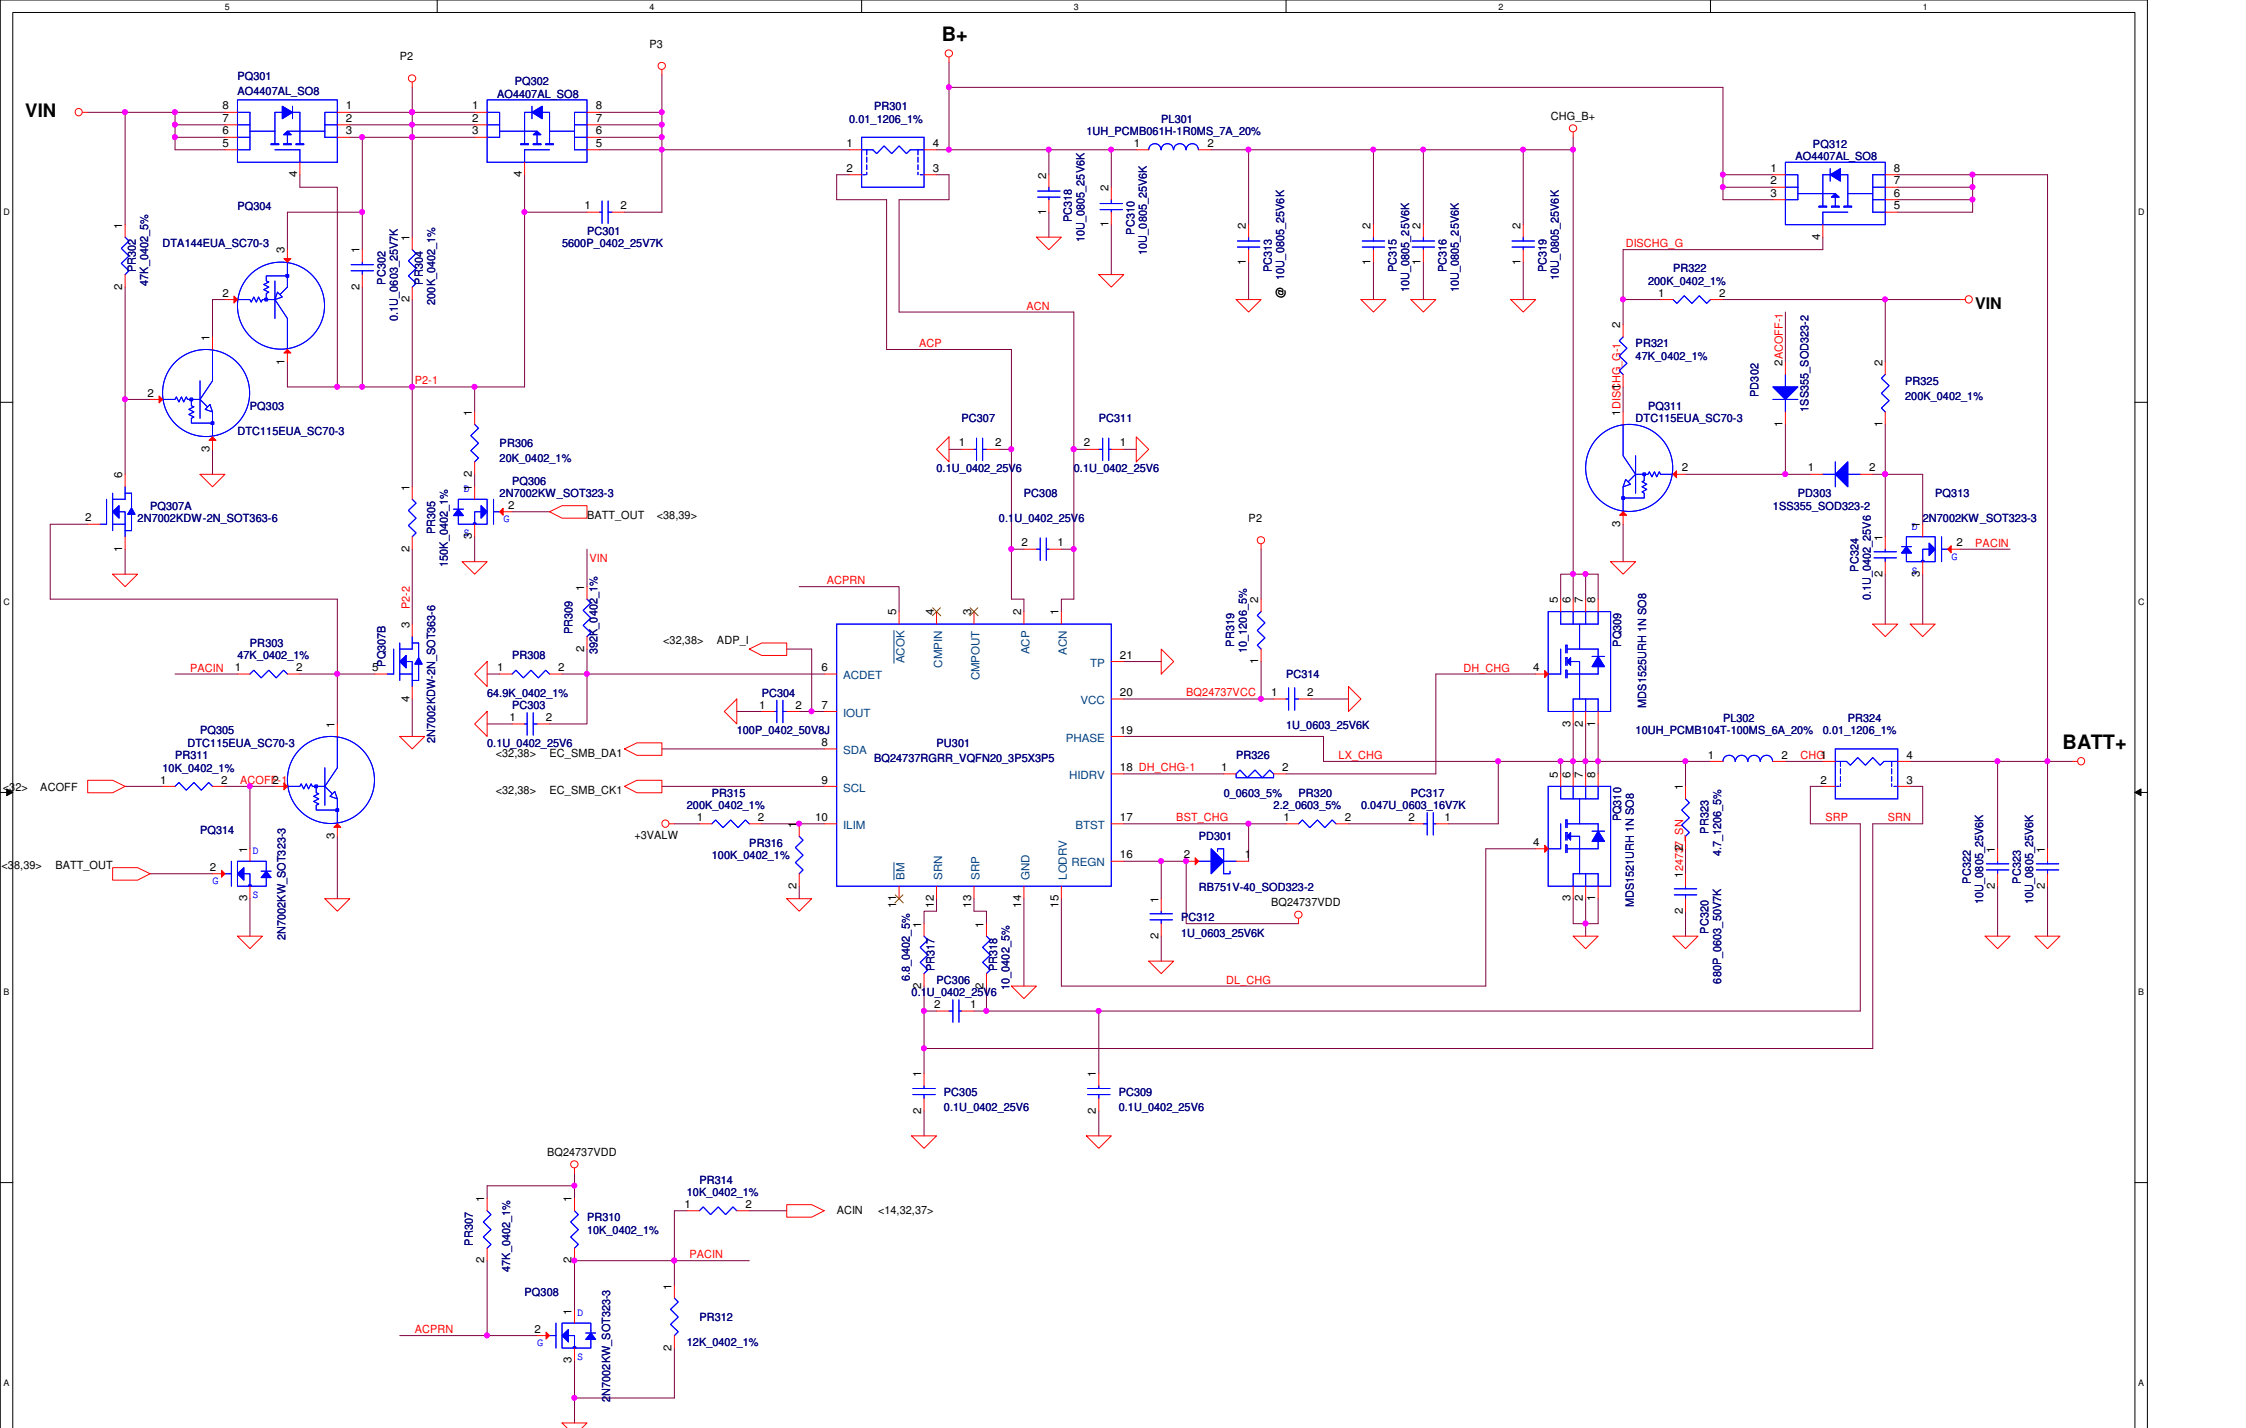 5
4
3
2
1
B+
P3
P2
VIN
PQ301
AO4407AL_SO8
PQ302
AO4407AL_SO8
PR301
0.01_1206_1%
PL301
1UH_PCMB061H-1R0MS_7A_20%
CHG_B+
PQ312
AO4407AL_SO8
PQ304
DTA144EUA_SC70-3
PR302
47K_0402_5%
PC302
0.1U_0603_25V7K
PR304
200K_0402_1%
PC301
5600P_0402_25V7K
PC318
10U_0805_25V6K
PC310
10U_0805_25V6K
PC313
10U_0805_25V6K
@
PC315
10U_0805_25V6K
PC316
10U_0805_25V6K
PC319
10U_0805_25V6K
DISCHG_G
PR322
200K_0402_1%
VIN
ACN
ACP
PR321
47K_0402_1%
DISCHG_G-1
PD302
ACOFF-1
1SS355_SOD323-2
PR325
200K_0402_1%
P2-1
PQ303
DTC115EUA_SC70-3
PQ311
DTC115EUA_SC70-3
PC307
0.1U_0402_25V6
PC311
0.1U_0402_25V6
PR306
20K_0402_1%
PQ306
2N7002KW_SOT323-3
BATT_OUT <38,39>
PC308
0.1U_0402_25V6
PD303
1SS355_SOD323-2
PQ313
2N7002KW_SOT323-3
PACIN
PC324
0.1U_0402_25V6
PQ307A
2N7002KDW-2N_SOT363-6
PR305
150K_0402_1%
P2-2
VIN
PR309
392K_0402_1%
ACPRN
P2
PR319
10_1206_5%
PQ309
MDS1525URH 1N SO8
PR303
47K_0402_1%
PACIN
PQ307B
2N7002KDW-2N_SOT363-6
PR308
64.9K_0402_1%
PC303
0.1U_0402_25V6
<32,38> ADP_I
PC304
100P_0402_50V8J
ACOK
CMPIN
CMPOUT
ACP
ACN
ACDET
IOUT
SDA
SCL
ILIM
BM
SRN
SRP
GND
LODRV
TP
VCC
PHASE
HIDRV
BTST
REGN
PU301
BQ24737RGRR_VQFN20_3P5X3P5
BQ24737VCC
PC314
1U_0603_25V6K
DH_CHG
LX_CHG
DH_CHG-1
PR326
0_0603_5%
PR320
2.2_0603_5%
PC317
0.047U_0603_16V7K
BST_CHG
PD301
RB751V-40_SOD323-2
BQ24737VDD
PC312
1U_0603_25V6K
PL302
10UH_PCMB104T-100MS_6A_20%
PR324
0.01_1206_1%
CHG
BATT+
SRP
SRN
PQ310
MDS1521URH 1N SO8
PR323
4.7_1206_5%
PC320
680P_0603_50V7K
PC322
10U_0805_25V6K
PC323
10U_0805_25V6K
PQ305
DTC115EUA_SC70-3
PR311
10K_0402_1%
<32> ACOFF
ACOFF-1
<32,38> EC_SMB_DA1
<32,38> EC_SMB_CK1
PR315
200K_0402_1%
+3VALW
PR316
100K_0402_1%
PQ314
2N7002KW_SOT323-3
<38,39> BATT_OUT
PR317
6.8_0402_5%
PR318
10_0402_5%
PC306
0.1U_0402_25V6
DL_CHG
PC305
0.1U_0402_25V6
PC309
0.1U_0402_25V6
BQ24737VDD
PR307
47K_0402_1%
PR310
10K_0402_1%
PR314
10K_0402_1%
ACIN <14,32,37>
PACIN
PQ308
2N7002KW_SOT323-3
ACPRN
PR312
12K_0402_1%
D
C
B
A